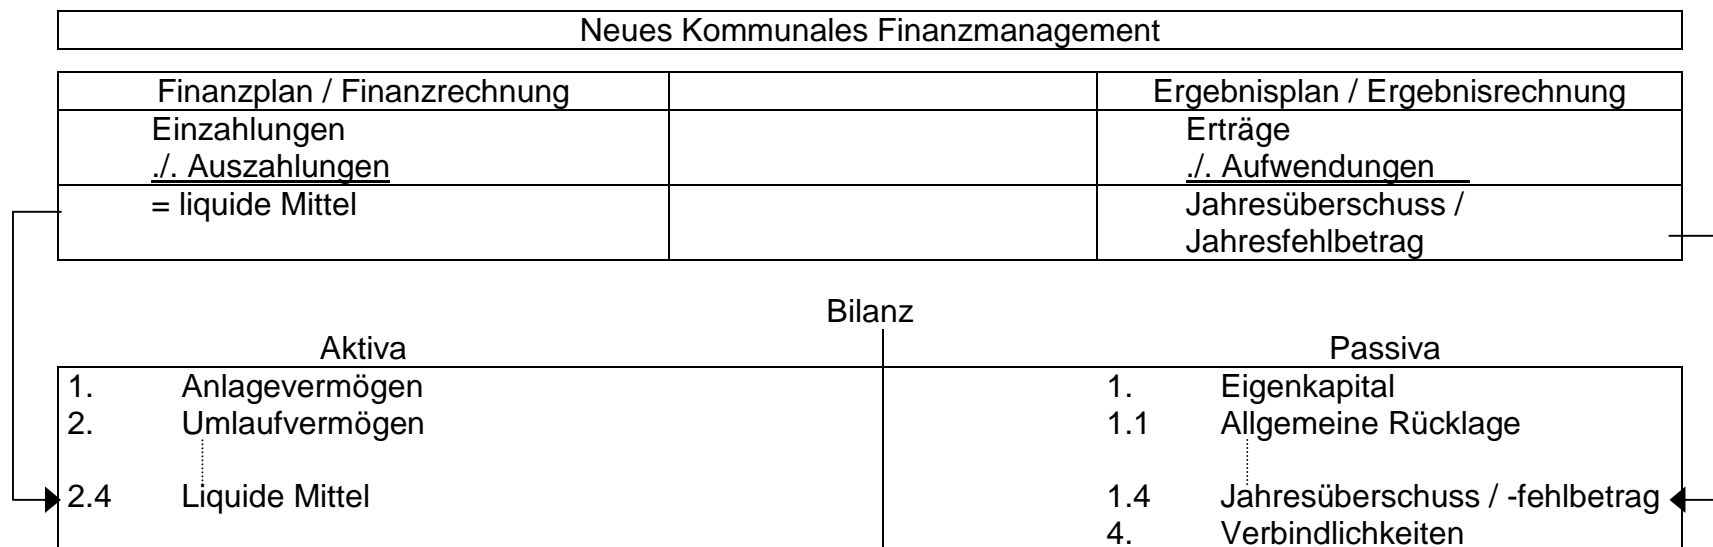 Neues Kommunales Finanzmanagement
Finanzplan / Finanzrechnung Ergebnisplan / Ergebnisrechnung
Einzahlungen Erträge
./. Auszahlungen ./. Aufwendungen
= liquide Mittel Jahresüberschuss /
Jahresfehlbetrag
Bilanz
Aktiva Passiva
1. Anlagevermögen 1. Eigenkapital
2. Umlaufvermögen 1.1 Allgemeine Rücklage
2.4 Liquide Mittel 1.4 Jahresüberschuss / -fehlbetrag
4. Verbindlichkeiten